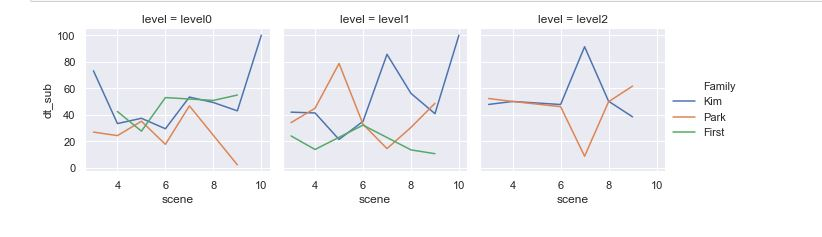 level = level0
level = level1
level = level2
100
80
60
40
20
0
dt_sub
4 6 8 10
4 6 8 10
4 6 8 10
scene
scene
scene
Family
Kim
Park
First